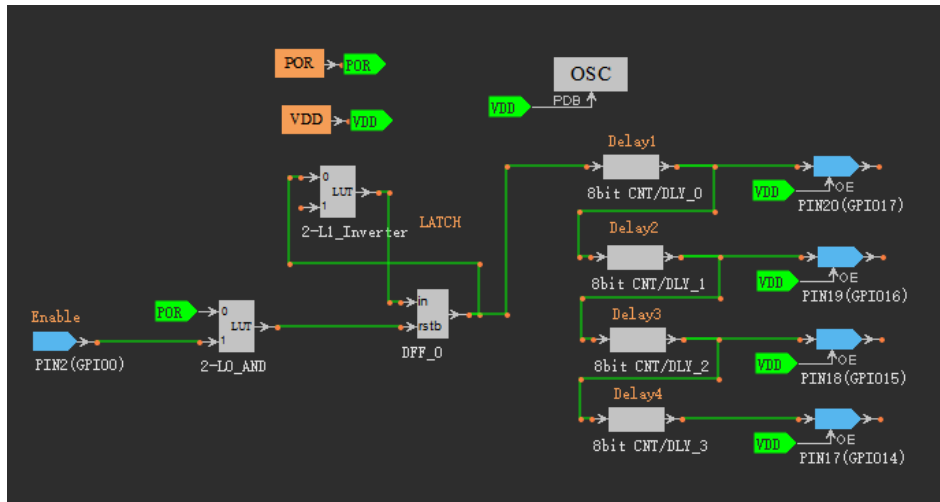 POR
POR
OSC
VDD
PDB
VDD
VDD
Delay1
0
LUT
1
8bit CNT/DLY_0
VDD
OE
PIN20(GPIO17)
2-L1_Inverter
LATCH
Delay2
8bit CNT/DLY_1
VDD
OE
PIN19(GPIO16)
in
rstb
DFF_0
Enable
POR
0
LUT
1
PIN2(GPIO0)
2-L0_AND
Delay3
8bit CNT/DLY_2
VDD
OE
PIN18(GPIO15)
Delay4
8bit CNT/DLY_3
VDD
OE
PIN17(GPIO14)